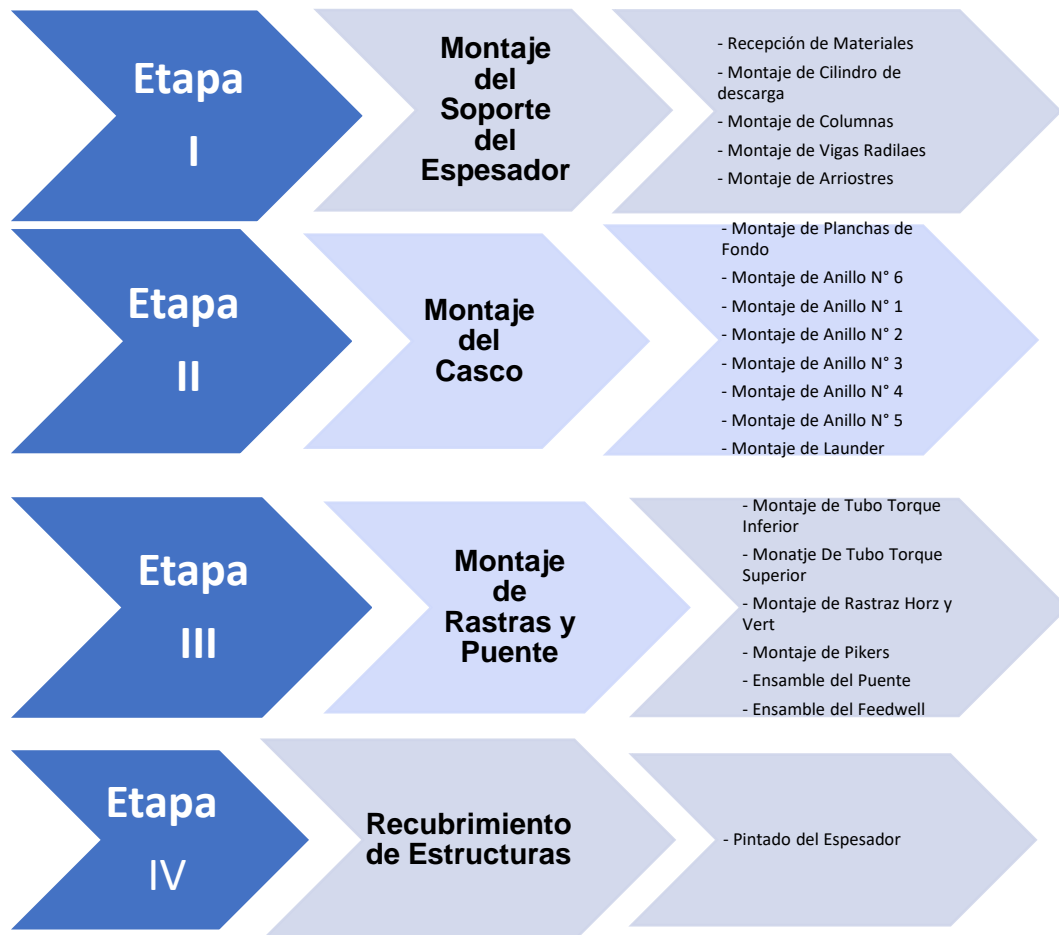 Etapa
I
Montaje
del
Soporte
del
Espesador
- Recepción de Materiales
- Montaje de Cilindro de
descarga
- Montaje de Columnas
- Montaje de Vigas Radilaes
- Montaje de Arriostres
Etapa
II
Montaje
del
Casco
- Montaje de Planchas de
Fondo
- Montaje de Anillo N° 6
- Montaje de Anillo N° 1
- Montaje de Anillo N° 2
- Montaje de Anillo N° 3
- Montaje de Anillo N° 4
- Montaje de Anillo N° 5
- Montaje de Launder
Etapa
III
Montaje
de
Rastras y
Puente
- Montaje de Tubo Torque
Inferior
- Monatje De Tubo Torque
Superior
- Montaje de Rastraz Horz y
Vert
- Montaje de Pikers
- Ensamble del Puente
- Ensamble del Feedwell
Etapa
IV
Recubrimiento
de Estructuras
- Pintado del Espesador